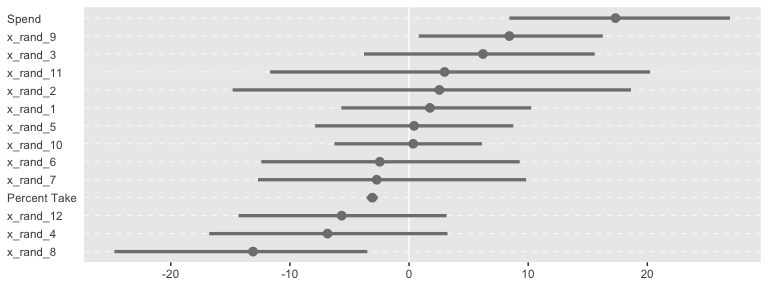 Spend
x_rand_9
x_rand_3
x_rand_11
x_rand_2
x_rand_1
x_rand_5
x_rand_10
x_rand_6
x_rand_7
Percent Take
x_rand_12
x_rand_4
x_rand_8
-20 -10 0 10 20